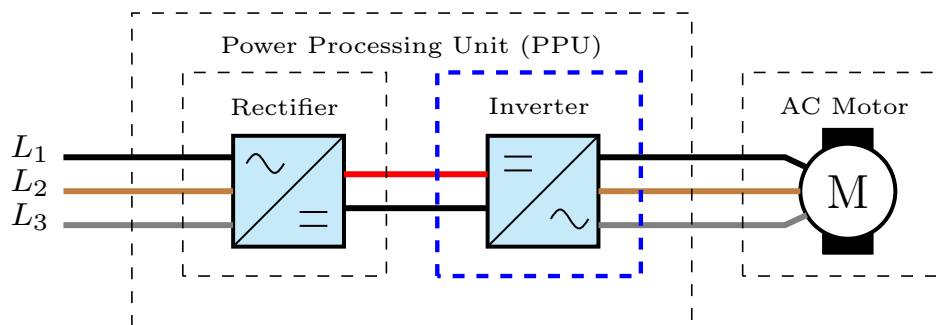 Power Processing Unit (PPU)
Rectifier
Inverter
AC Motor
L₁
L₂
L₃
M